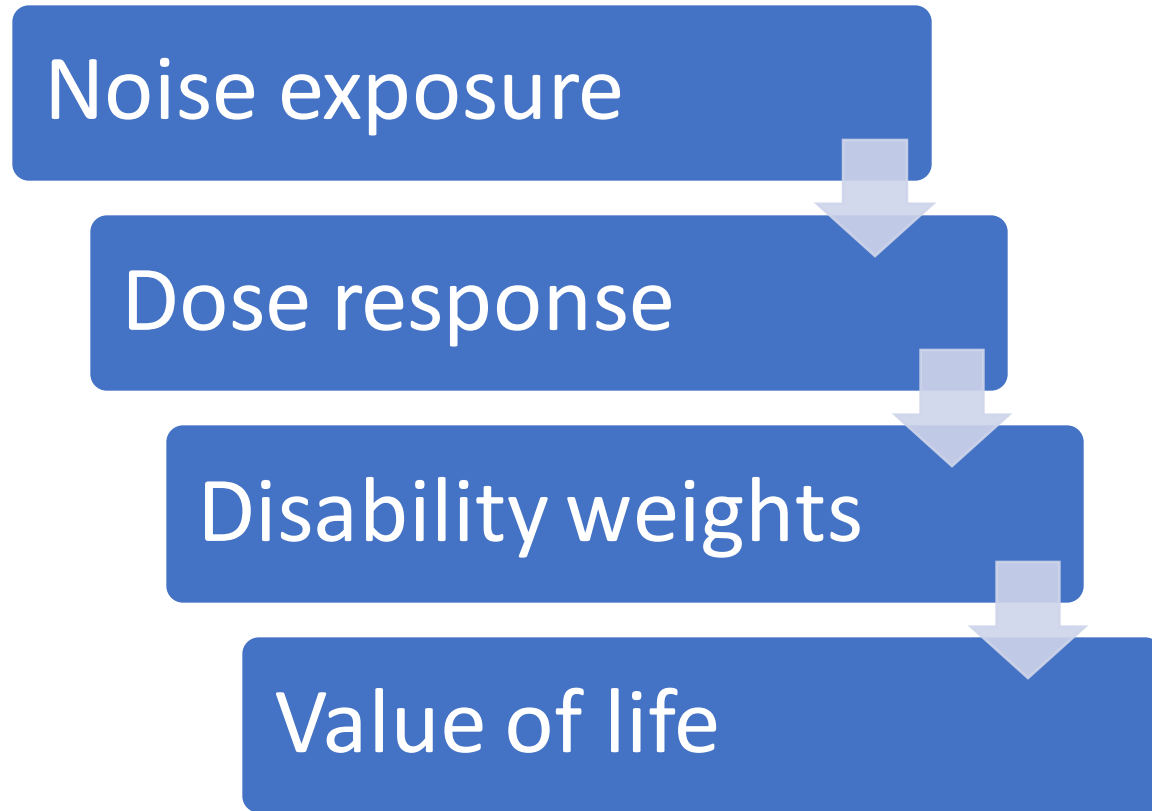 Noise exposure
Dose response
Disability weights
Value of life